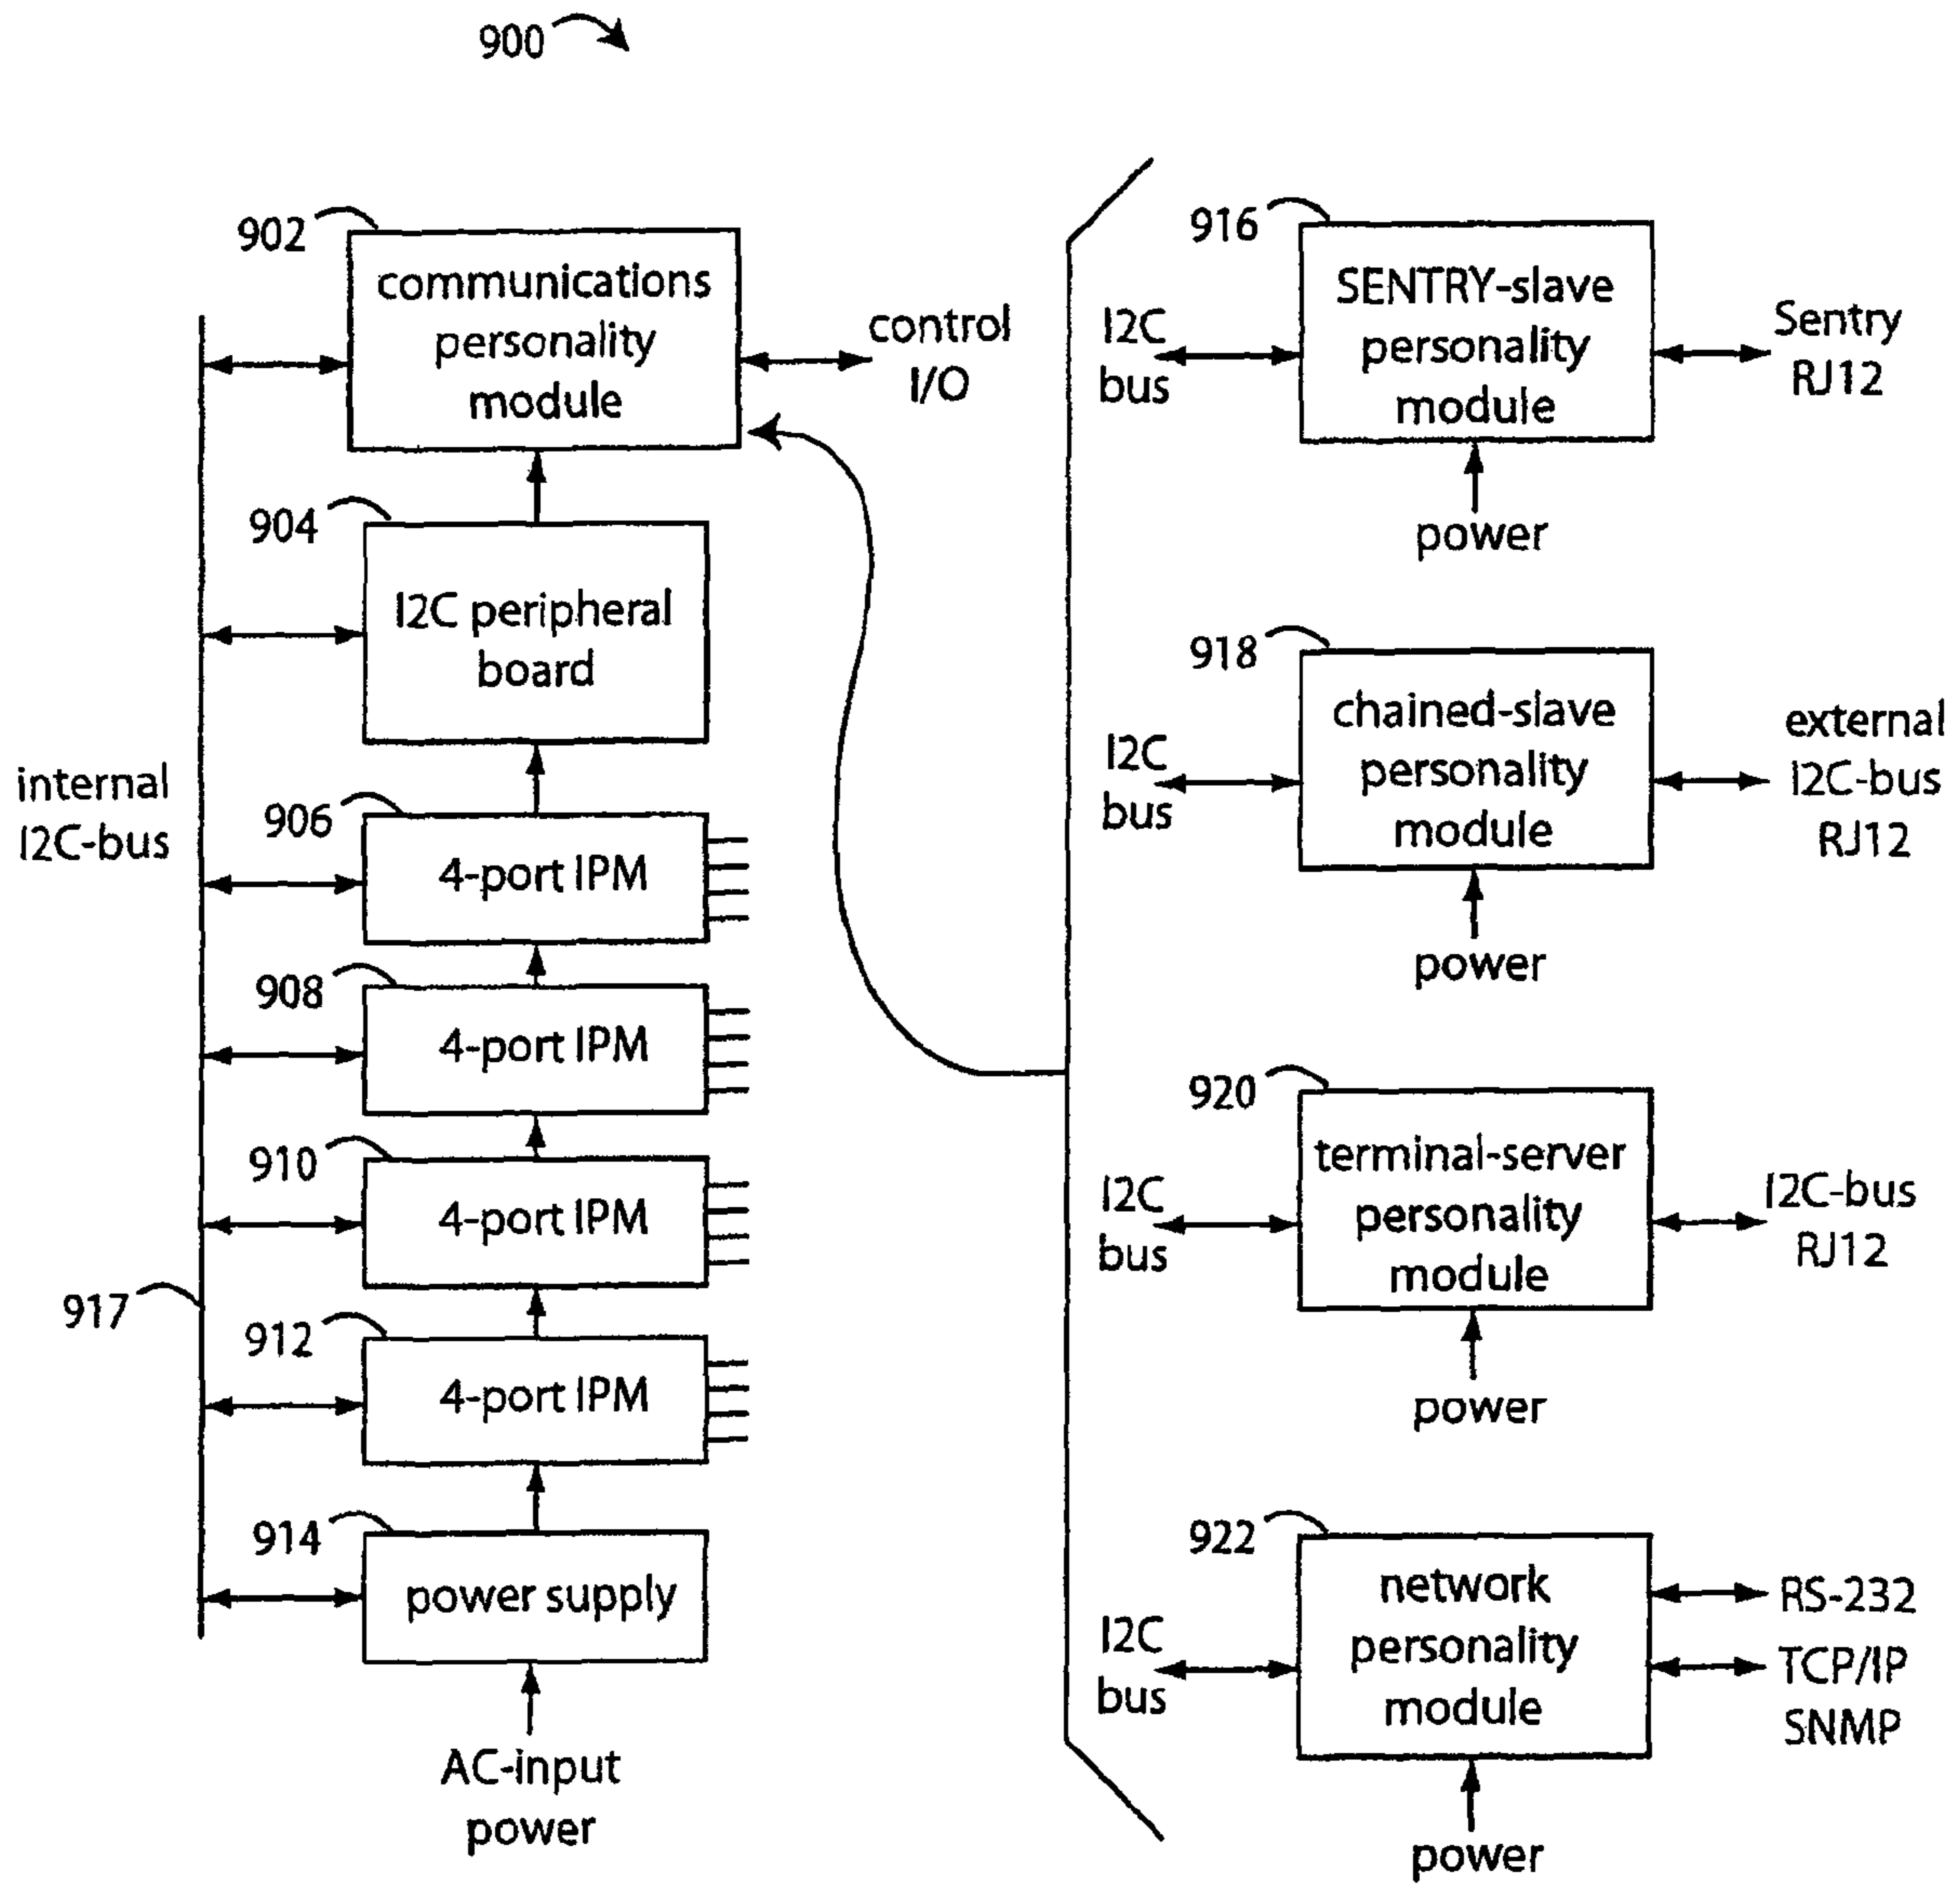 900
902
communications
personality
module
control
I/O
904
I2C peripheral
board
internal
I2C-bus
906
4-port IPM
908
4-port IPM
910
4-port IPM
917
912
4-port IPM
914
power supply
AC-input
power
916
SENTRY-slave
personality
module
I2C
bus
Sentry
RJ12
power
918
chained-slave
personality
module
I2C
bus
external
I2C-bus
RJ12
power
920
terminal-server
personality
module
I2C
bus
I2C-bus
RJ12
power
922
network
personality
module
I2C
bus
RS-232
TCP/IP
SNMP
power